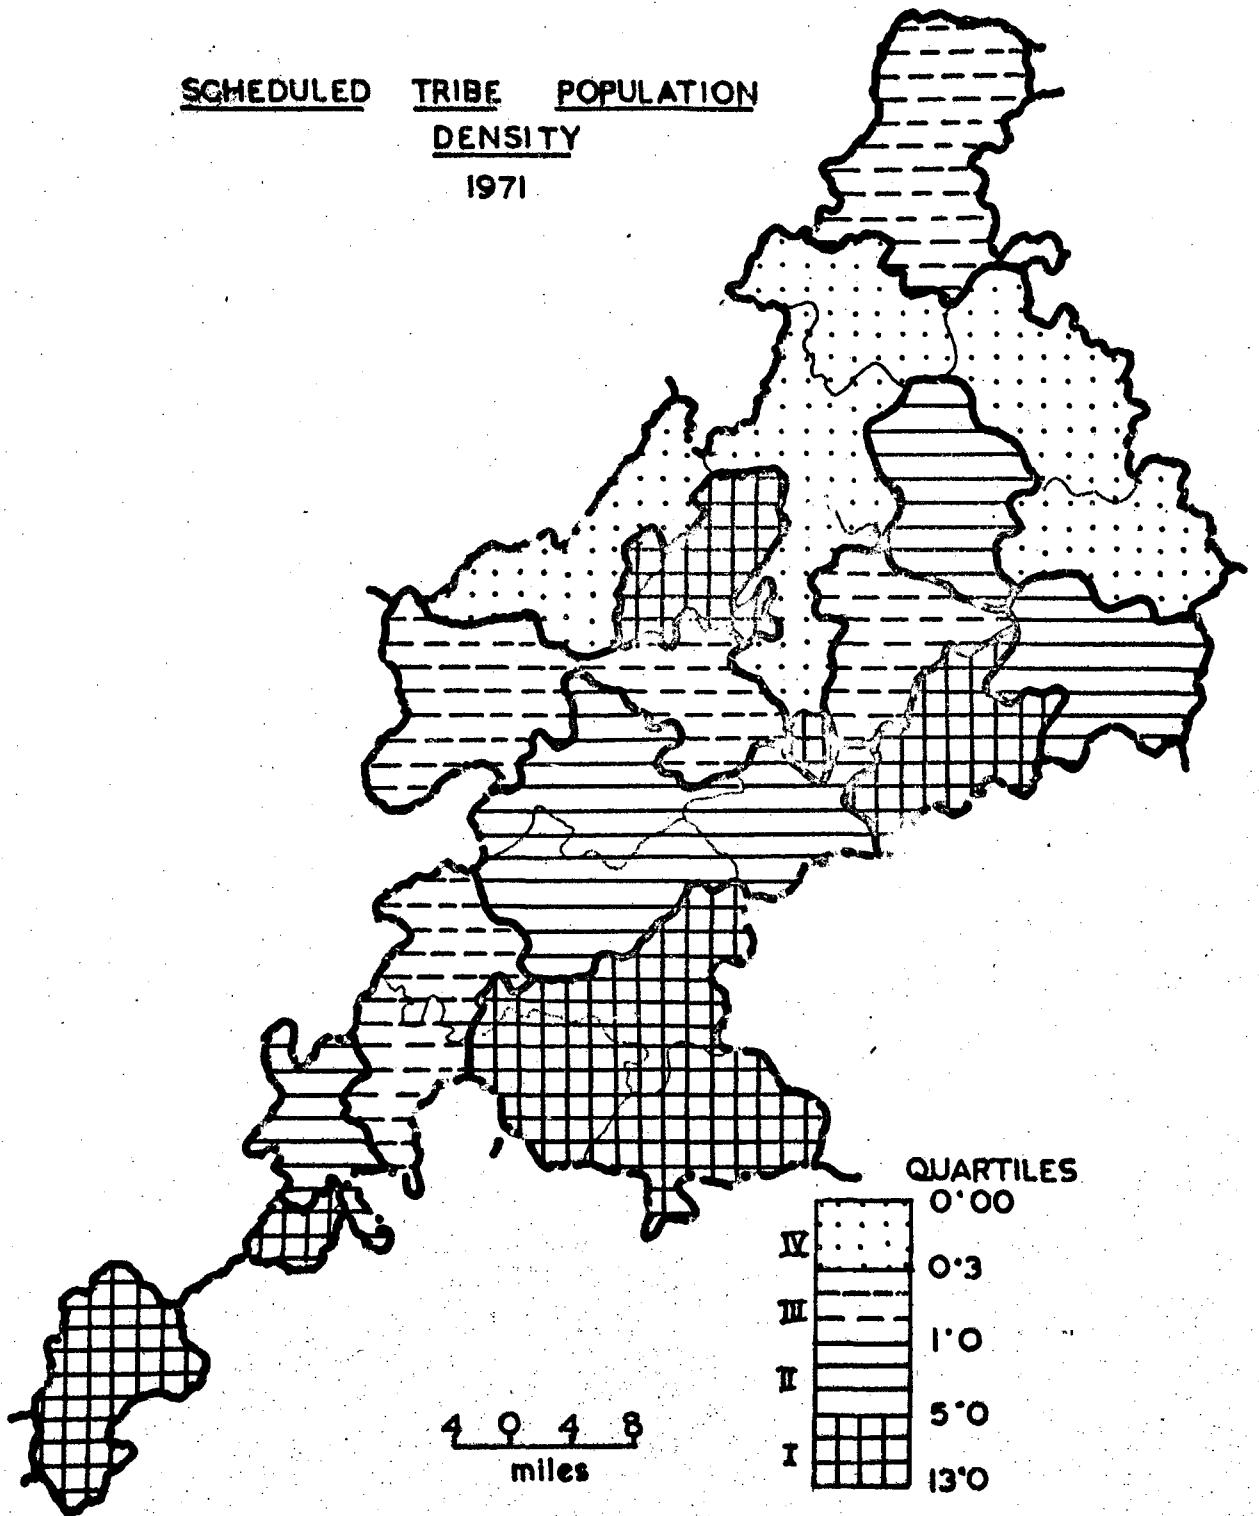 SCHEDULED TRIBE POPULATION
DENSITY
1971
QUARTILES
0·00
IV
0·3
III
1·0
II
5·0
I
13·0
4 0 4 8
miles